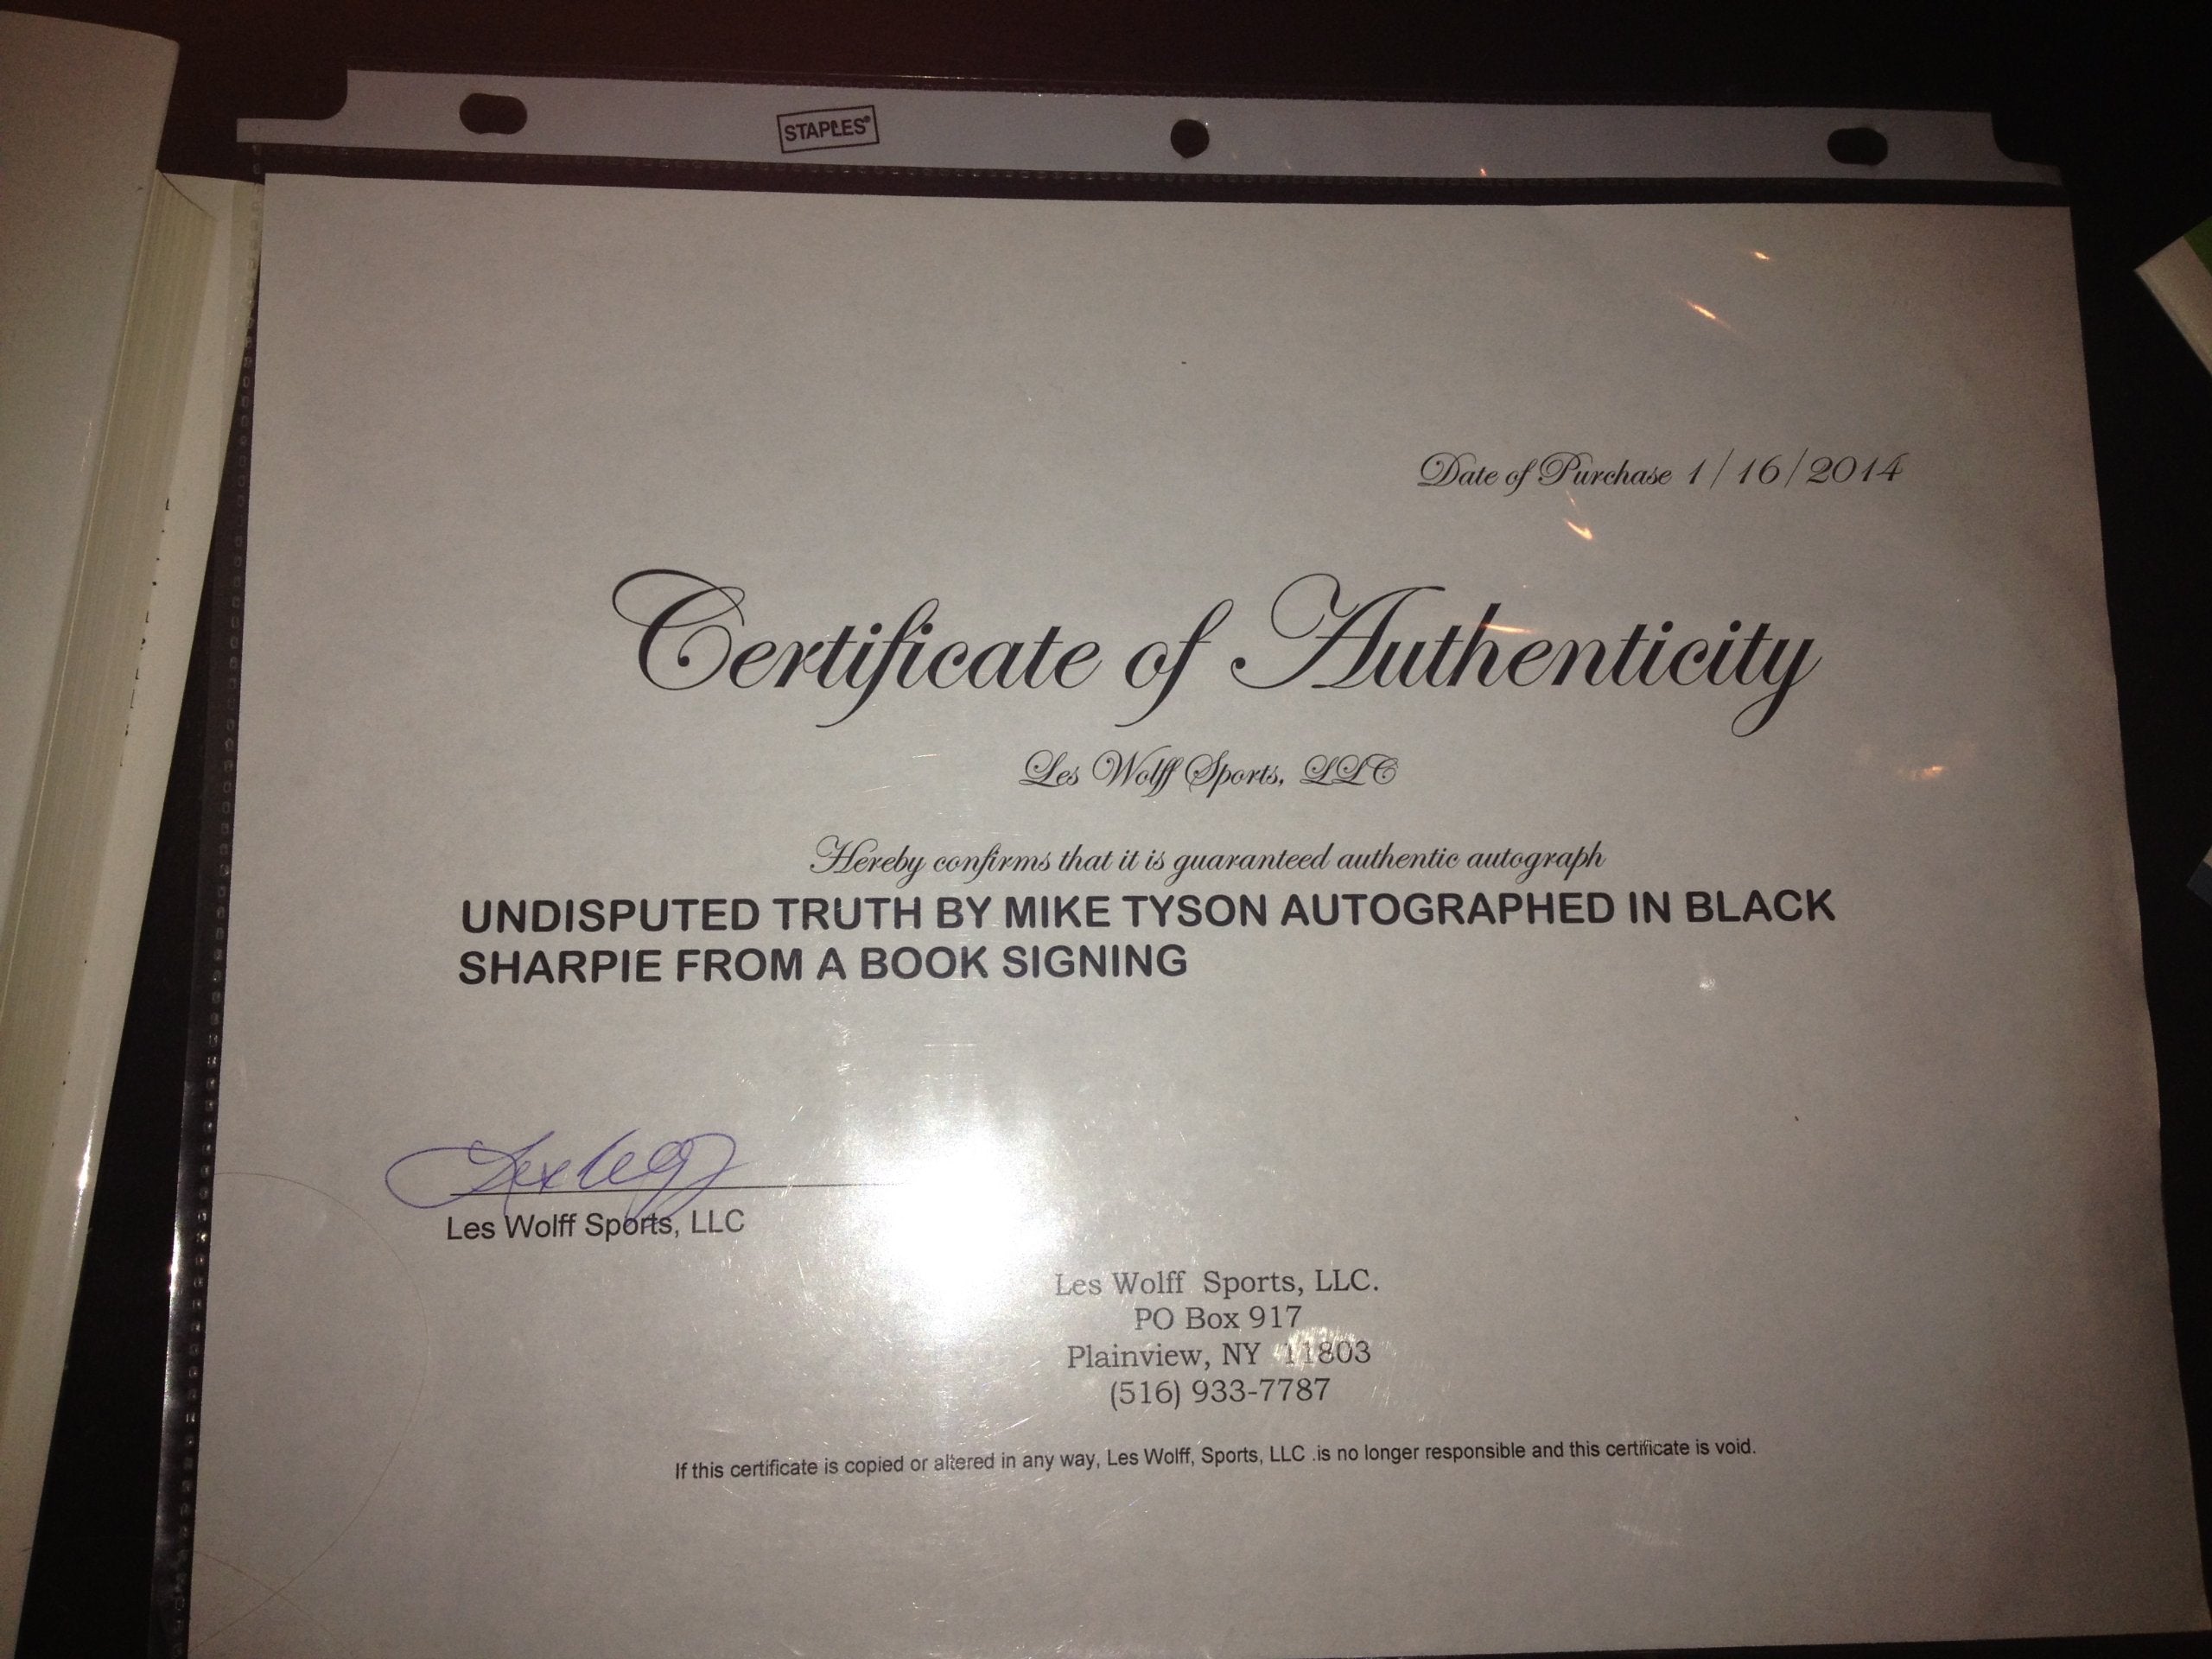 STAPLES®
Date of Purchase 1/16/2014
Certificate of Authenticity
Les Wolff Sports, LLC
Hereby confirms that it is guaranteed authentic autograph
UNDISPUTED TRUTH BY MIKE TYSON AUTOGRAPHED IN BLACK
SHARPIE FROM A BOOK SIGNING
Les Wolff Sports, LLC
Les Wolff Sports, LLC.
PO Box 917
Plainview, NY 11803
(516) 933-7787
If this certificate is copied or altered in any way, Les Wolff, Sports, LLC .is no longer responsible and this certificate is void.